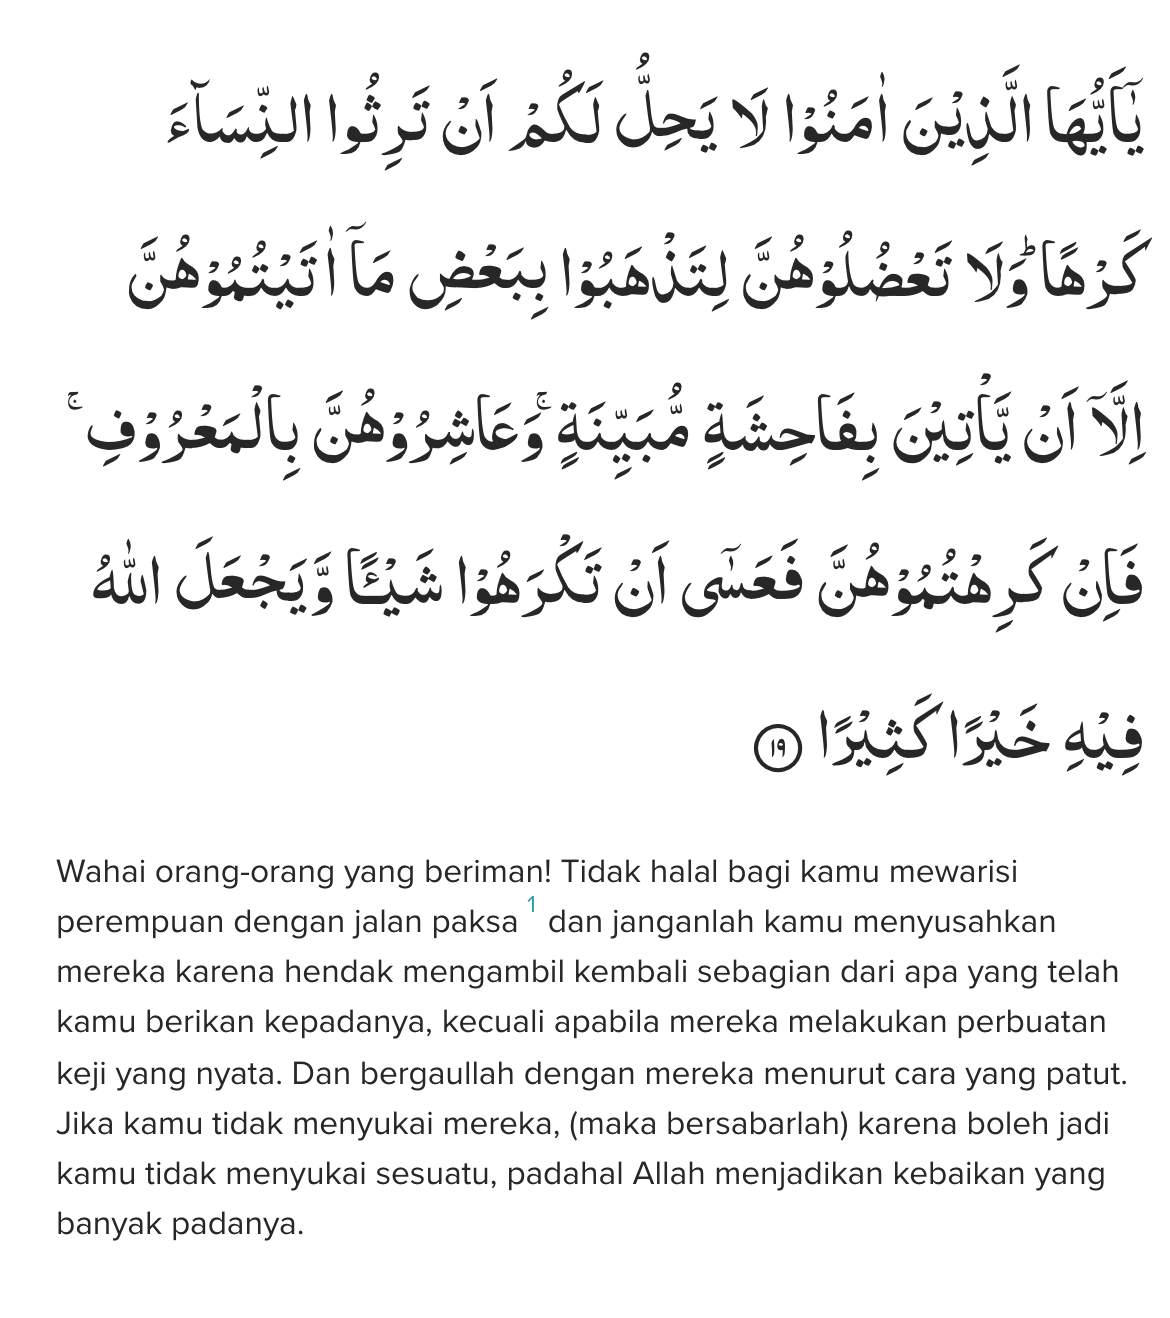 يٰٓاَيُّهَا الَّذِيْنَ اٰمَنُوْا لَا يَحِلُّ لَكُمْ اَنْ تَرِثُوا النِّسَاۤءَ
كَرْهًاۗ وَلَا تَعْضُلُوْهُنَّ لِتَذْهَبُوْا بِبَعْضِ مَآ اٰتَيْتُمُوْهُنَّ
اِلَّآ اَنْ يَّأْتِيْنَ بِفَاحِشَةٍ مُّبَيِّنَةٍۚ وَعَاشِرُوْهُنَّ بِالْمَعْرُوْفِۚ
فَاِنْ كَرِهْتُمُوْهُنَّ فَعَسٰٓى اَنْ تَكْرَهُوْا شَيْـًٔا وَّيَجْعَلَ اللّٰهُ
فِيْهِ خَيْرًا كَثِيْرًا ١٩
Wahai orang-orang yang beriman! Tidak halal bagi kamu mewarisi
perempuan dengan jalan paksa 1 dan janganlah kamu menyusahkan
mereka karena hendak mengambil kembali sebagian dari apa yang telah
kamu berikan kepadanya, kecuali apabila mereka melakukan perbuatan
keji yang nyata. Dan bergaullah dengan mereka menurut cara yang patut.
Jika kamu tidak menyukai mereka, (maka bersabarlah) karena boleh jadi
kamu tidak menyukai sesuatu, padahal Allah menjadikan kebaikan yang
banyak padanya.